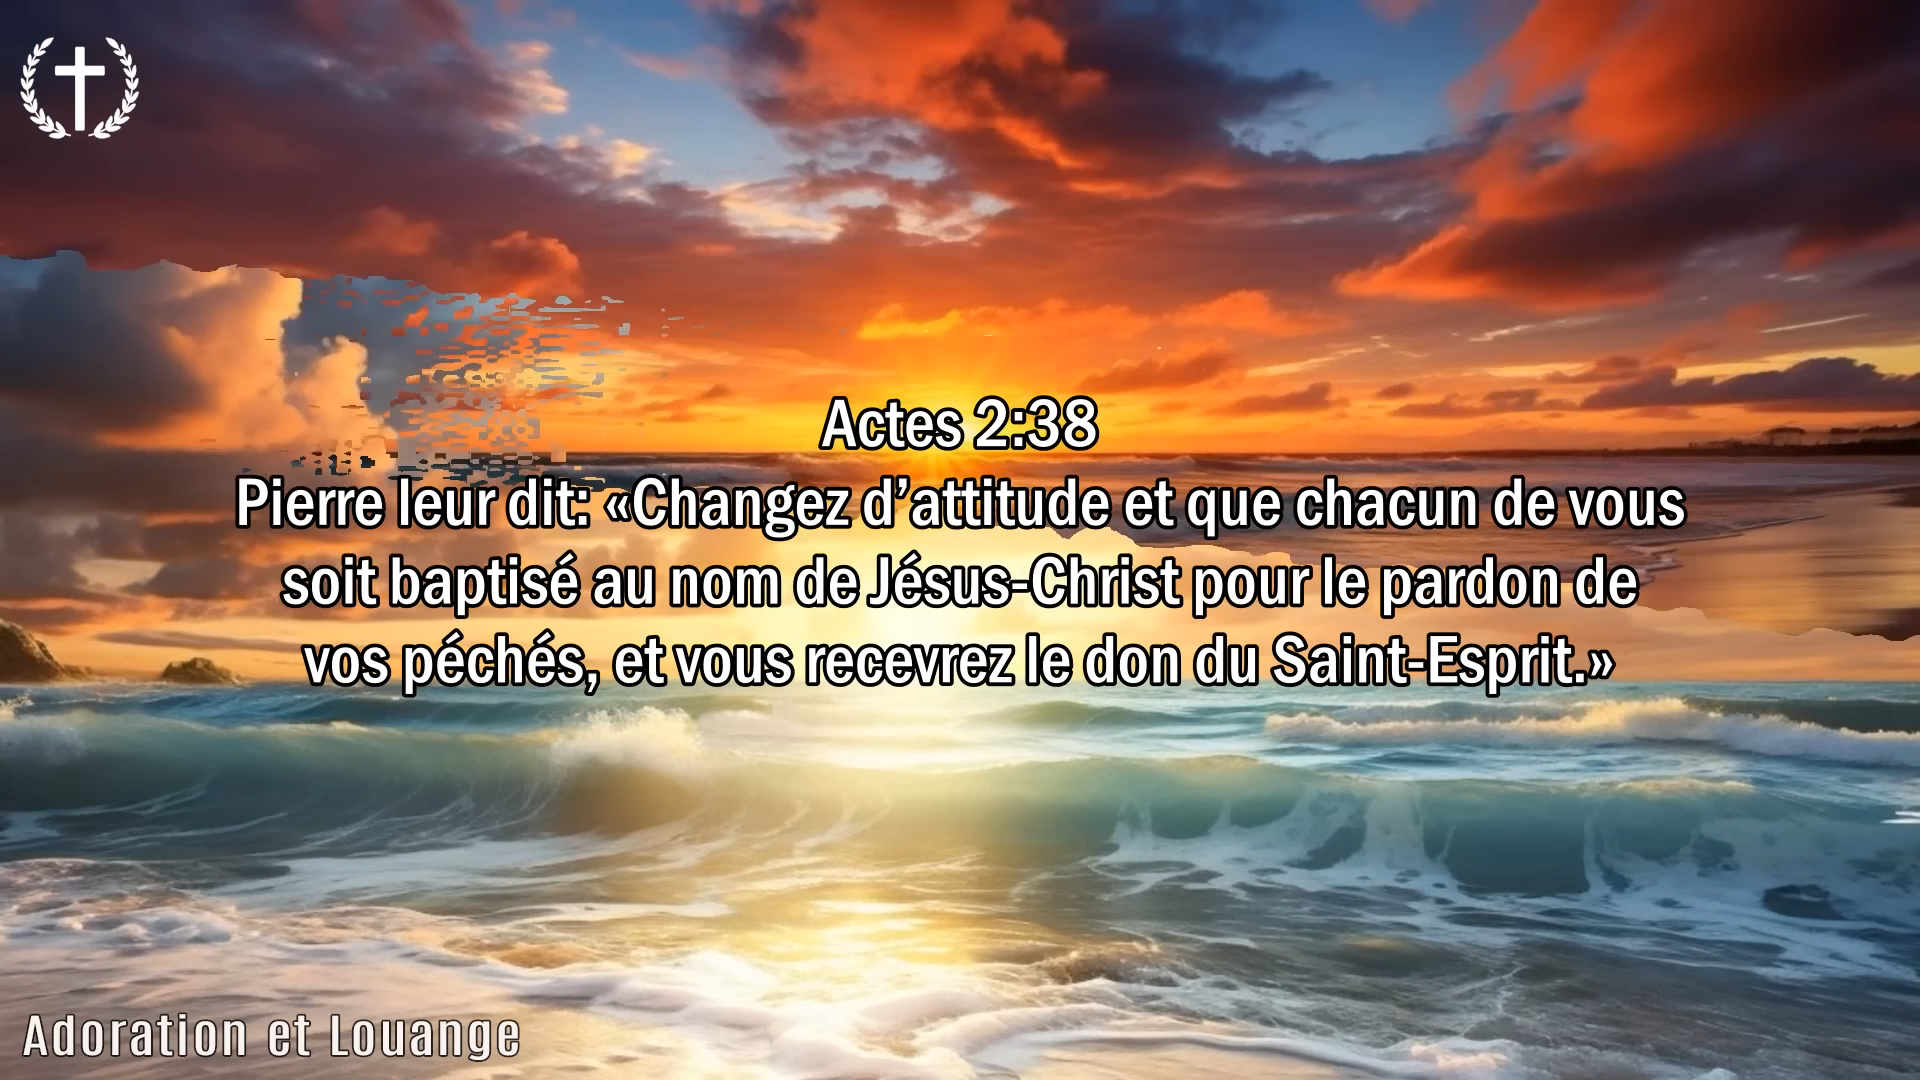 Actes 2:38
Pierre leur dit: «Changez d’attitude et que chacun de vous
soit baptisé au nom de Jésus-Christ pour le pardon de
vos péchés, et vous recevrez le don du Saint-Esprit.»
Adoration et Louange